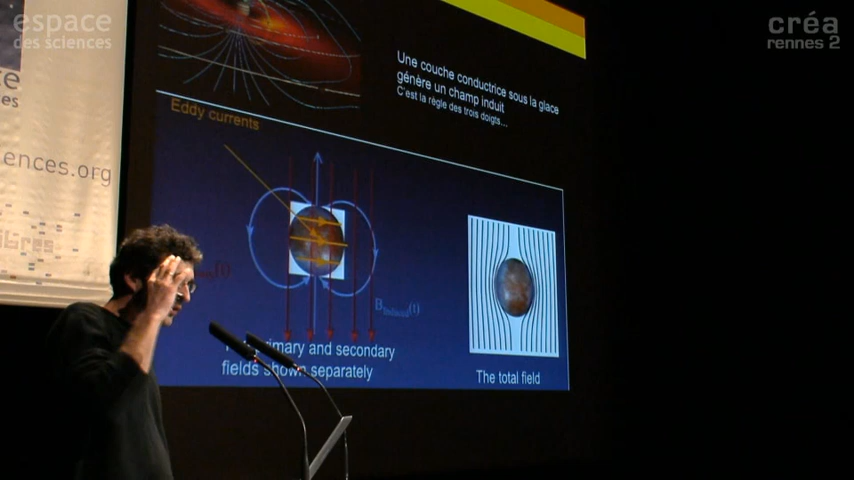 espace
des sciences
créa
rennes 2
ences.org
Une couche conductrice sous la glace
génère un champ induit
C'est la règle des trois doigts…
Eddy currents
primary and secondary
fields shown separately
The total field